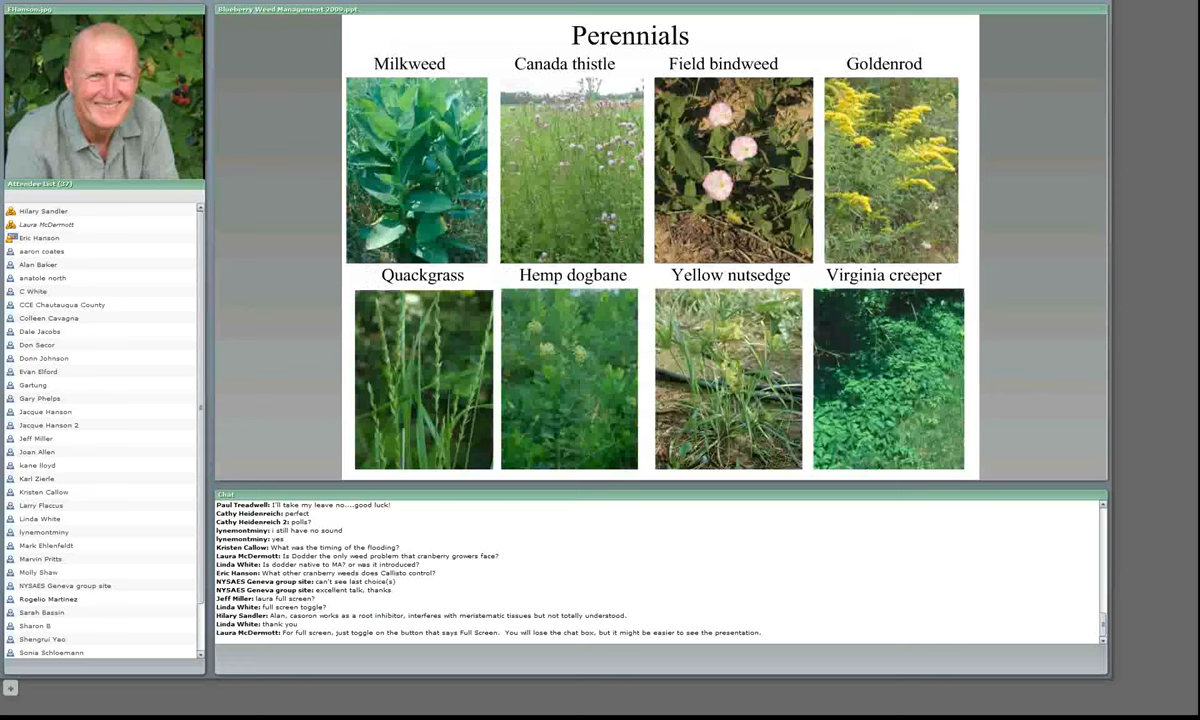 EHanson.jpg
Attendee List (37)
Hilary Sandler
Laura McDermott
Eric Hanson
aaron coates
Alan Baker
anatole north
C White
CCE Chautauqua County
Colleen Cavagna
Dale Jacobs
Don Secor
Donn Johnson
Evan Elford
Gartung
Gary Phelps
Jacque Hanson
Jacque Hanson 2
Jeff Miller
Joan Allen
kane lloyd
Karl Zierle
Kristen Callow
Larry Flaccus
Linda White
lynemontminy
Mark Ehlenfeldt
Marvin Pritts
Molly Shaw
NYSAES Geneva group site
Rogelio Martinez
Sarah Bassin
Sharon B
Shengrui Yao
Sonia Schloemann
Blueberry Weed Management 2009.ppt
Perennials
Milkweed Canada thistle Field bindweed Goldenrod
Quackgrass Hemp dogbane Yellow nutsedge Virginia creeper
Chat
Paul Treadwell: I'll take my leave no....good luck!
Cathy Heidenreich: perfect
Cathy Heidenreich 2: polls?
lynemontminy: i still have no sound
lynemontminy: yes
Kristen Callow: What was the timing of the flooding?
Laura McDermott: Is Dodder the only weed problem that cranberry growers face?
Linda White: Is dodder native to MA? or was it introduced?
Eric Hanson: What other cranberry weeds does Callisto control?
NYSAES Geneva group site: can't see last choice(s)
NYSAES Geneva group site: excellent talk, thanks
Jeff Miller: laura full screen?
Linda White: full screen toggle?
Hilary Sandler: Alan, casoron works as a root inhibitor, interferes with meristematic tissues but not totally understood.
Linda White: thank you
Laura McDermott: For full screen, just toggle on the button that says Full Screen. You will lose the chat box, but it might be easier to see the presentation.